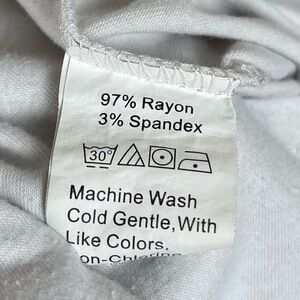 97% Rayon
3% Spandex
30°
Machine Wash
Cold Gentle,With
Like Colors,